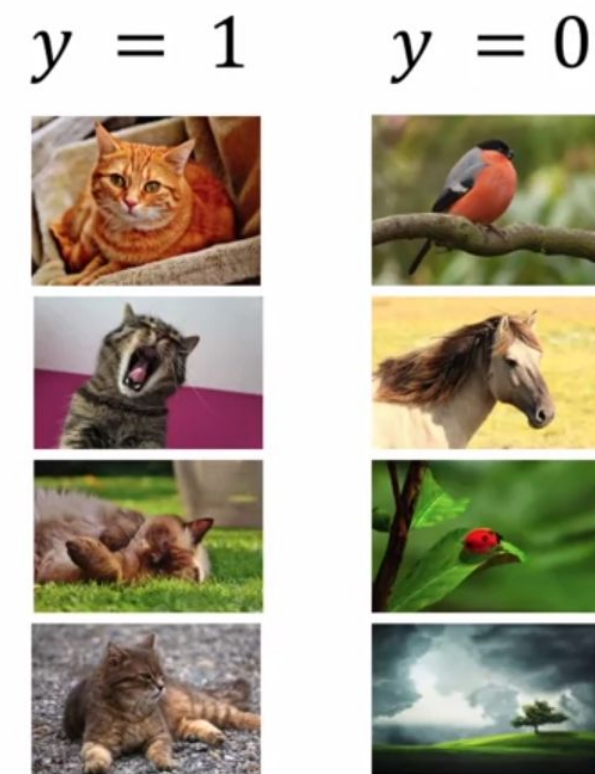 y = 1 y = 0